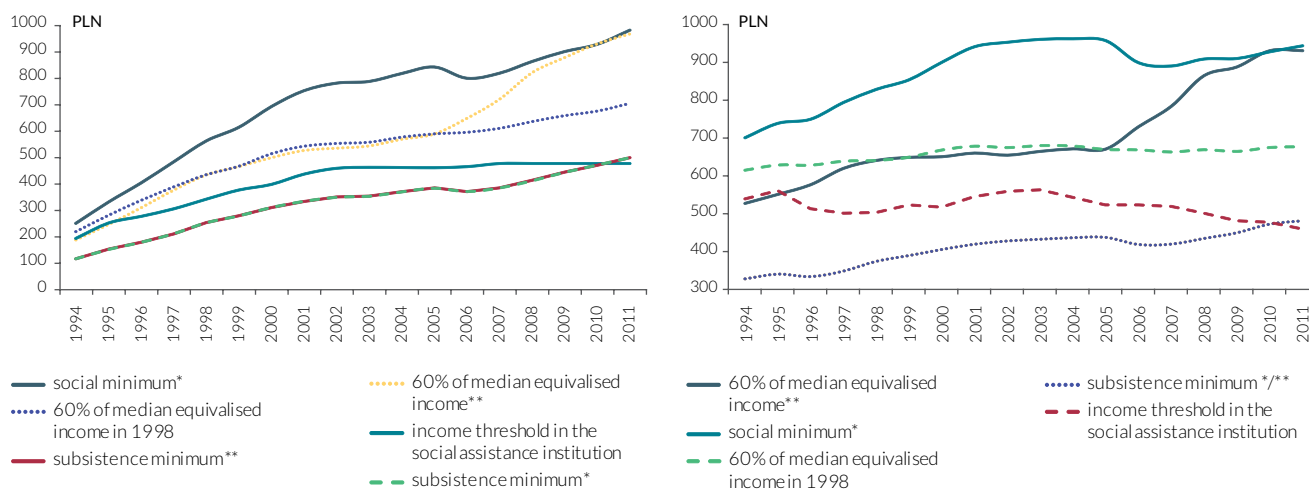 PLN
1000
900
800
700
600
500
400
300
200
100
0
1994
1995
1996
1997
1998
1999
2000
2001
2002
2003
2004
2005
2006
2007
2008
2009
2010
2011
social minimum*
60% of median equivalised
income in 1998
subsistence minimum**
60% of median equivalised
income**
income threshold in the
social assistance institution
subsistence minimum*
PLN
1000
900
800
700
600
500
400
300
1994
1995
1996
1997
1998
1999
2000
2001
2002
2003
2004
2005
2006
2007
2008
2009
2010
2011
60% of median equivalised
income**
social minimum*
60% of median equivalised
income in 1998
subsistence minimum */**
income threshold in the
social assistance institution